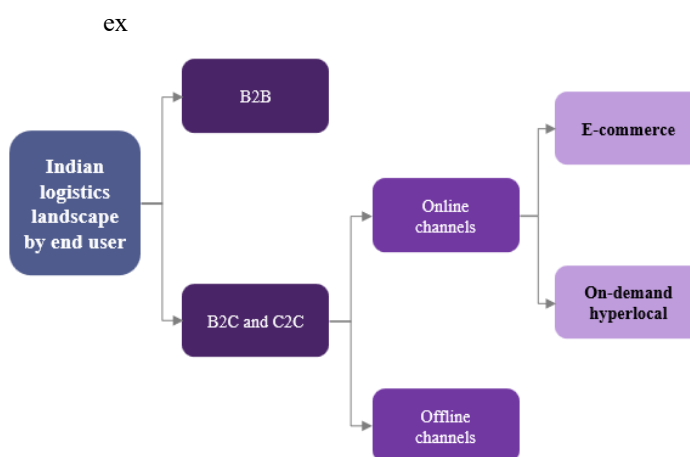 ex
Indian
logistics
landscape
by end user
B2B
B2C and C2C
Online
channels
Offline
channels
E-commerce
On-demand
hyperlocal